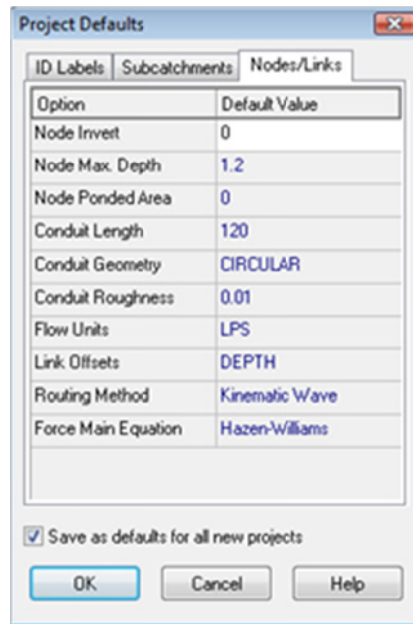 Project Defaults
ID Labels Subcatchments Nodes/Links
Option Default Value
Node Invert 0
Node Max. Depth 1.2
Node Ponded Area 0
Conduit Length 120
Conduit Geometry CIRCULAR
Conduit Roughness 0.01
Flow Units LPS
Link Offsets DEPTH
Routing Method Kinematic Wave
Force Main Equation Hazen-Williams
Save as defaults for all new projects
OK Cancel Help